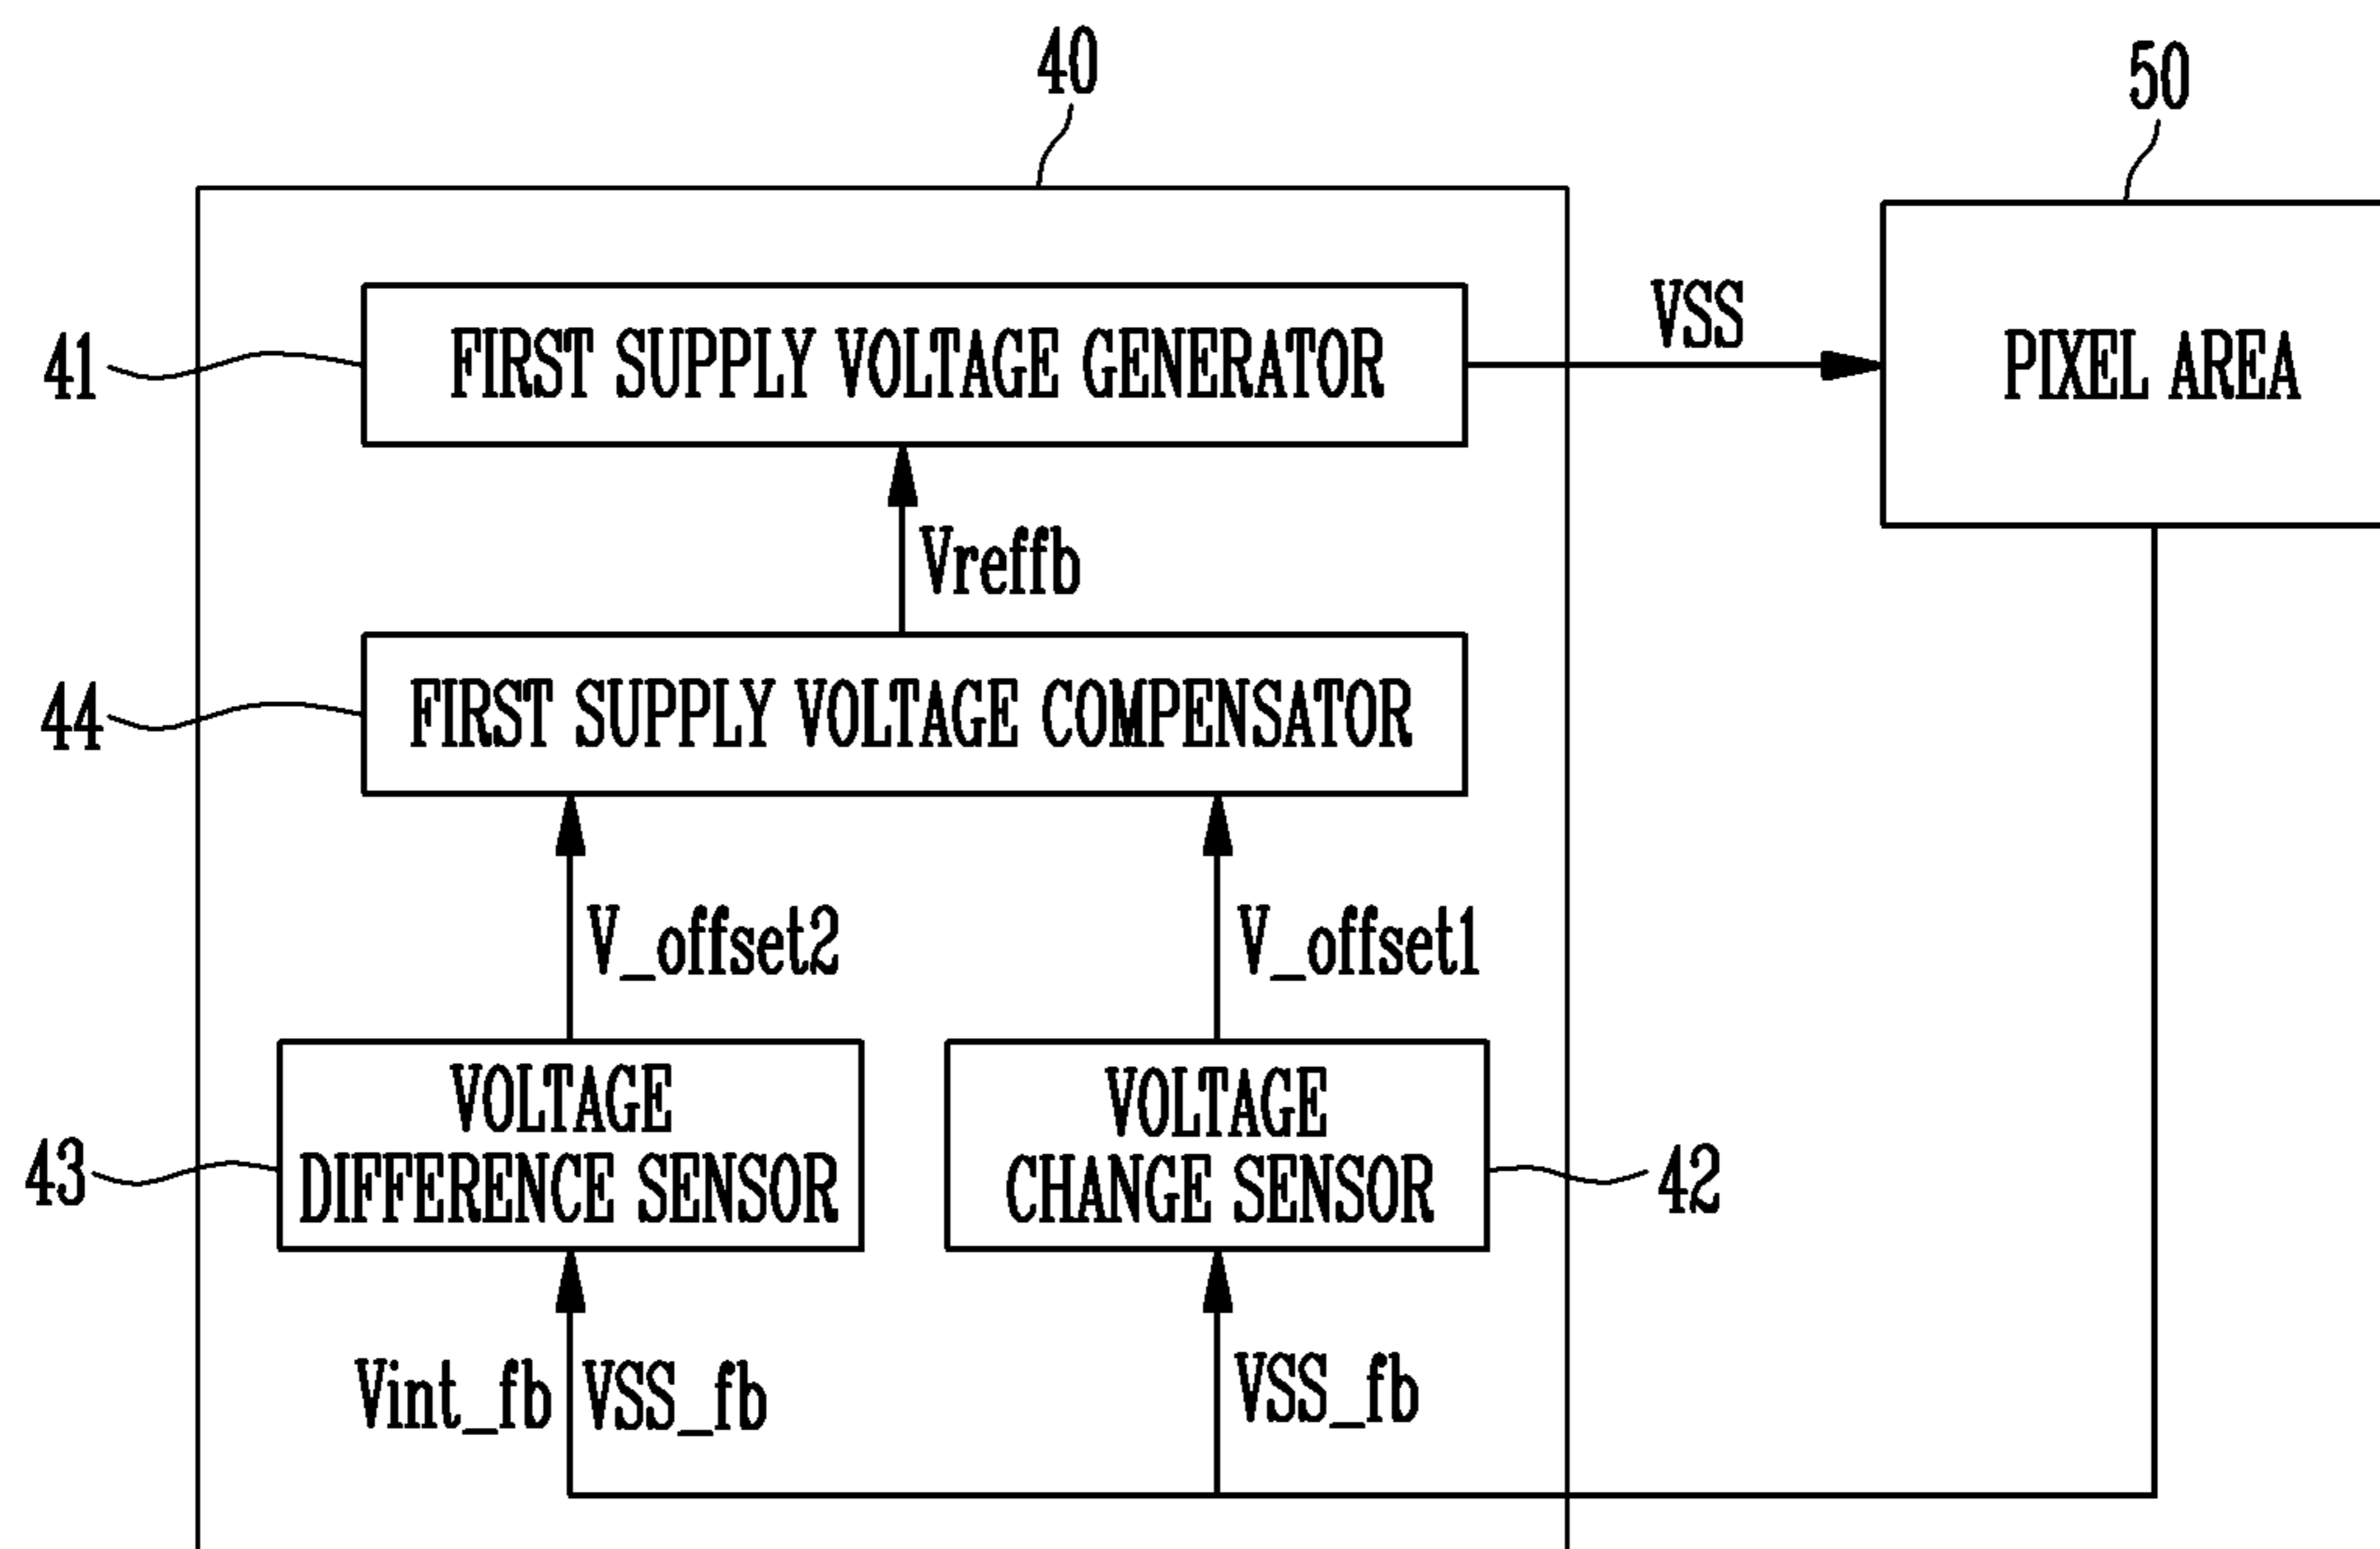 40
50
41
FIRST SUPPLY VOLTAGE GENERATOR
VSS
PIXEL AREA
Vreffb
44
FIRST SUPPLY VOLTAGE COMPENSATOR
V_offset2
V_offset1
43
VOLTAGE
DIFFERENCE SENSOR
VOLTAGE
CHANGE SENSOR
42
Vint_fb
VSS_fb
VSS_fb